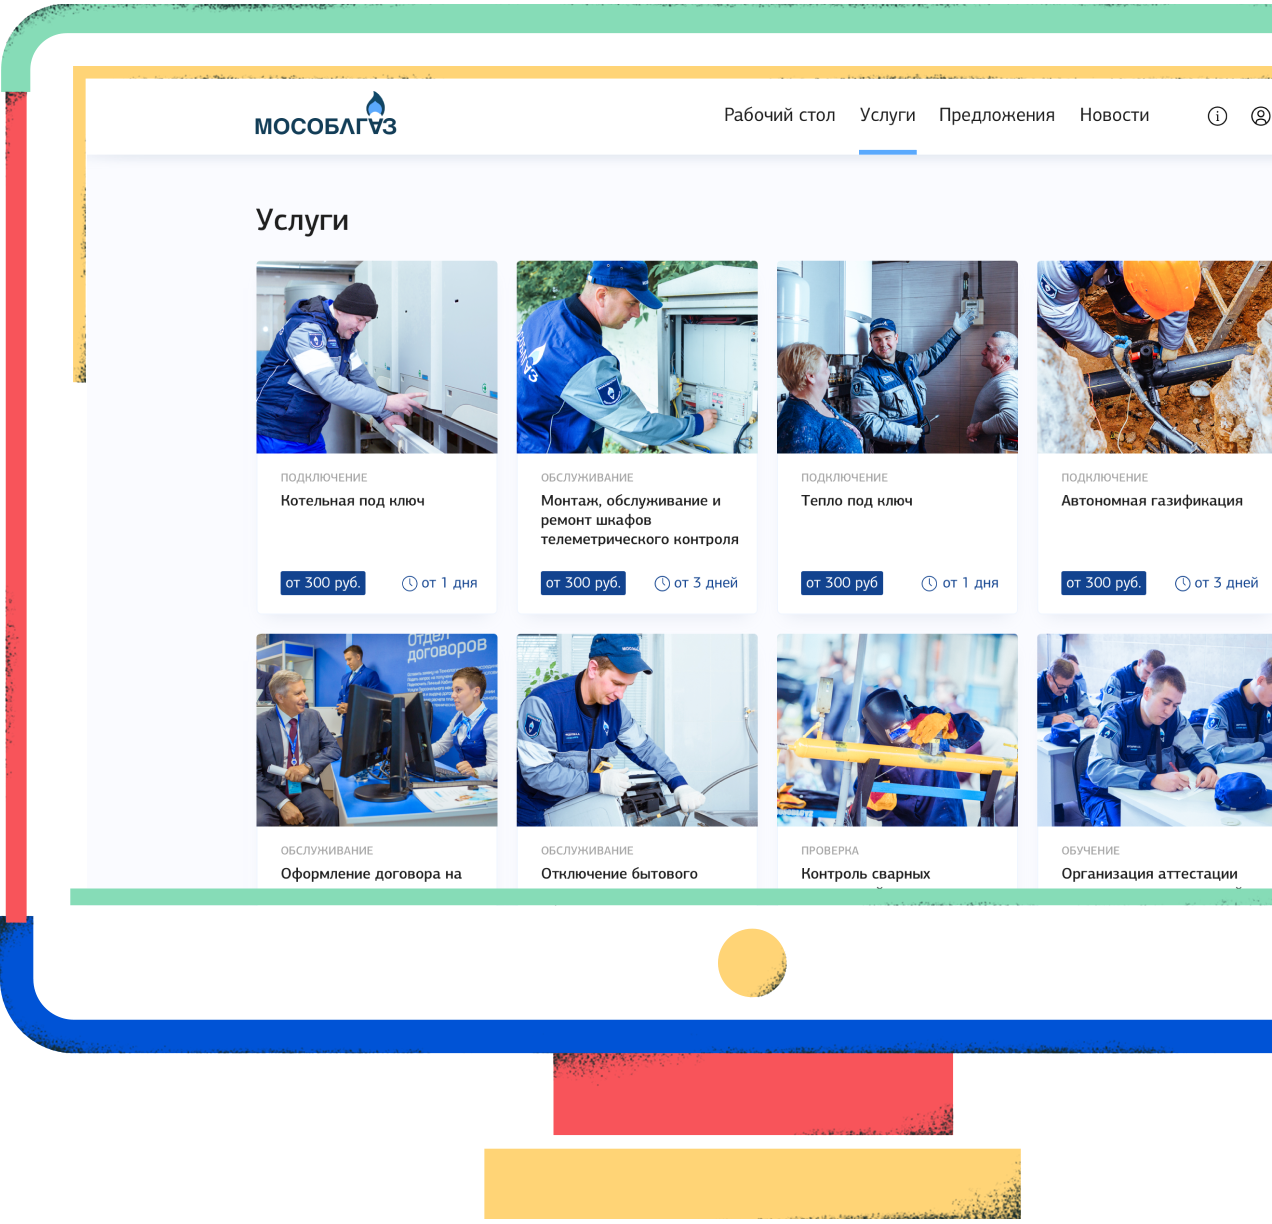 МОСОБЛГАЗ
Рабочий стол Услуги Предложения Новости
Услуги
ПОДКЛЮЧЕНИЕ
Котельная под ключ
от 300 руб. от 1 дня
ОБСЛУЖИВАНИЕ
Монтаж, обслуживание и
ремонт шкафов
телеметрического контроля
от 300 руб. от 3 дней
ПОДКЛЮЧЕНИЕ
Тепло под ключ
от 300 руб от 1 дня
ПОДКЛЮЧЕНИЕ
Автономная газификация
от 300 руб. от 3 дней
Отдел
договоров
ОБСЛУЖИВАНИЕ
Оформление договора на
ОБСЛУЖИВАНИЕ
Отключение бытового
ПРОВЕРКА
Контроль сварных
ОБУЧЕНИЕ
Организация аттестации